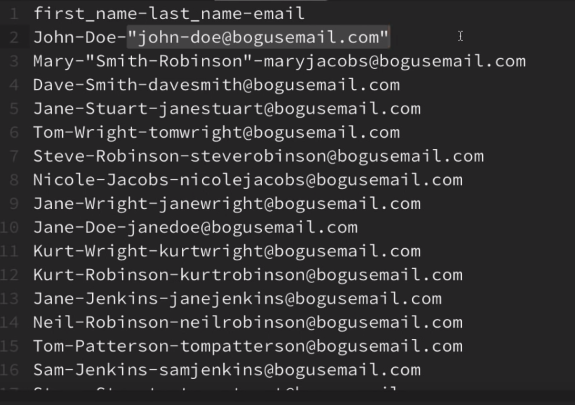 1 first_name-last_name-email
2 John-Doe-"john-doe@bogusemail.com"
3 Mary-"Smith-Robinson"-maryjacobs@bogusemail.com
4 Dave-Smith-davesmith@bogusemail.com
5 Jane-Stuart-janestuart@bogusemail.com
6 Tom-Wright-tomwright@bogusemail.com
7 Steve-Robinson-steverobinson@bogusemail.com
8 Nicole-Jacobs-nicolejacobs@bogusemail.com
9 Jane-Wright-janewright@bogusemail.com
10 Jane-Doe-janedoe@bogusemail.com
11 Kurt-Wright-kurtwright@bogusemail.com
12 Kurt-Robinson-kurtrobinson@bogusemail.com
13 Jane-Jenkins-janejenkins@bogusemail.com
14 Neil-Robinson-neilrobinson@bogusemail.com
15 Tom-Patterson-tompatterson@bogusemail.com
16 Sam-Jenkins-samjenkins@bogusemail.com